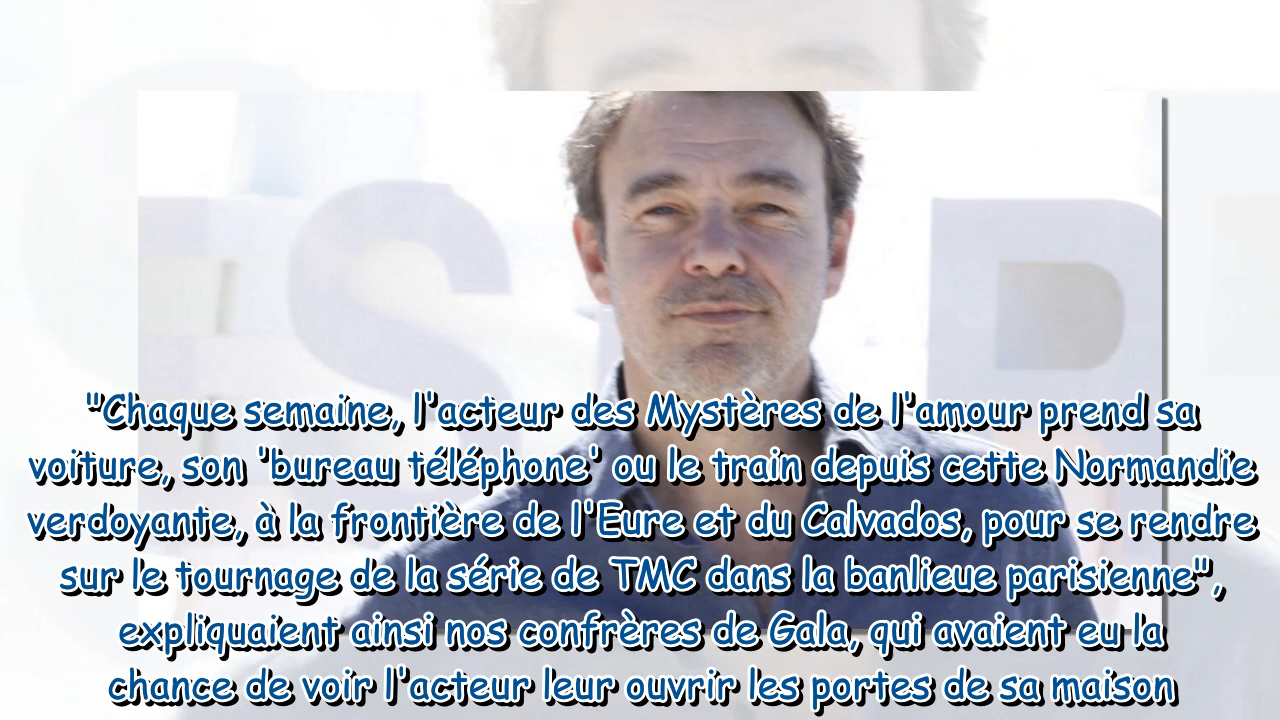 "Chaque semaine, l'acteur des Mystères de l'amour prend sa
voiture, son 'bureau téléphone' ou le train depuis cette Normandie
verdoyante, à la frontière de l'Eure et du Calvados, pour se rendre
sur le tournage de la série de TMC dans la banlieue parisienne",
expliquaient ainsi nos confrères de Gala, qui avaient eu la
chance de voir l'acteur leur ouvrir les portes de sa maison